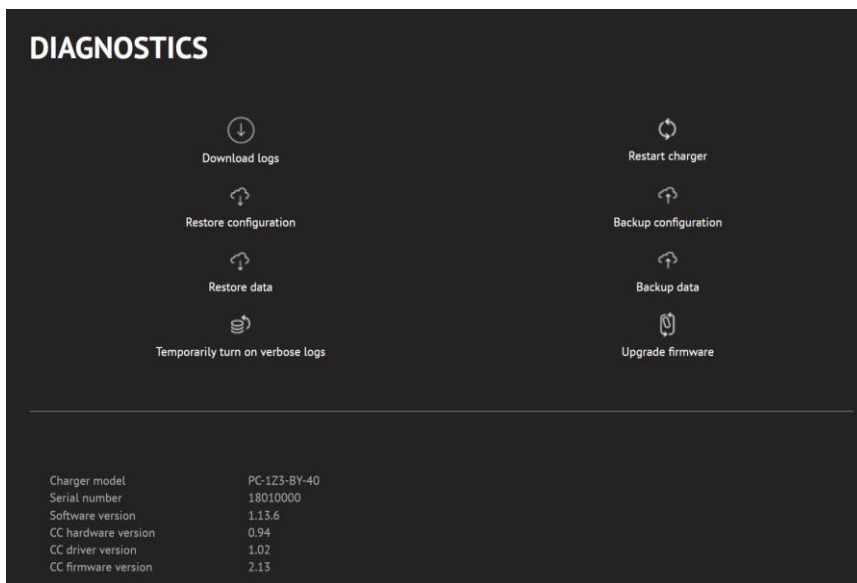 DIAGNOSTICS
Download logs
Restart charger
Restore configuration
Backup configuration
Restore data
Backup data
Temporarily turn on verbose logs
Upgrade firmware
Charger model PC-1Z3-BY-40
Serial number 18010000
Software version 1.13.6
CC hardware version 0.94
CC driver version 1.02
CC firmware version 2.13